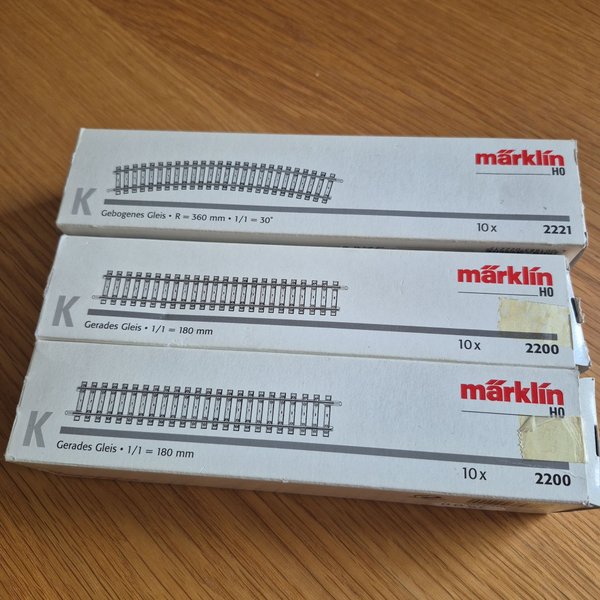 märklin
H0
K
Gebogenes Gleis • R = 360 mm • 1/1 = 30°
10 x 2221
märklin
H0
K
Gerades Gleis • 1/1 = 180 mm
10 x 2200
märklin
H0
K
Gerades Gleis • 1/1 = 180 mm
10 x 2200